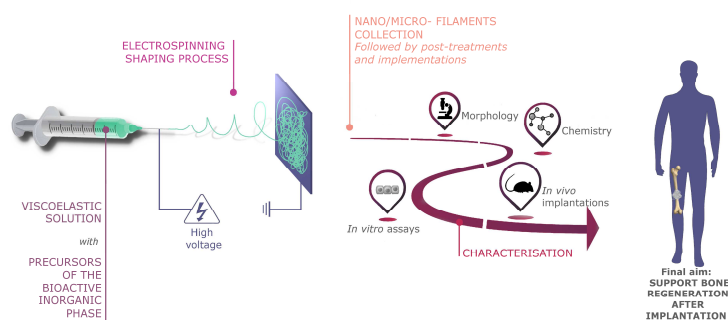 ELECTROSPINNING
SHAPING PROCESS
NANO/MICRO- FILAMENTS
COLLECTION
Followed by post-treatments
and implementations
Morphology
Chemistry
In vivo
implantations
In vitro assays
CHARACTERISATION
VISCOELASTIC
SOLUTION
with
PRECURSORS
OF THE
BIOACTIVE
INORGANIC
PHASE
High
voltage
Final aim:
SUPPORT BONE
REGENERATION
AFTER
IMPLANTATION